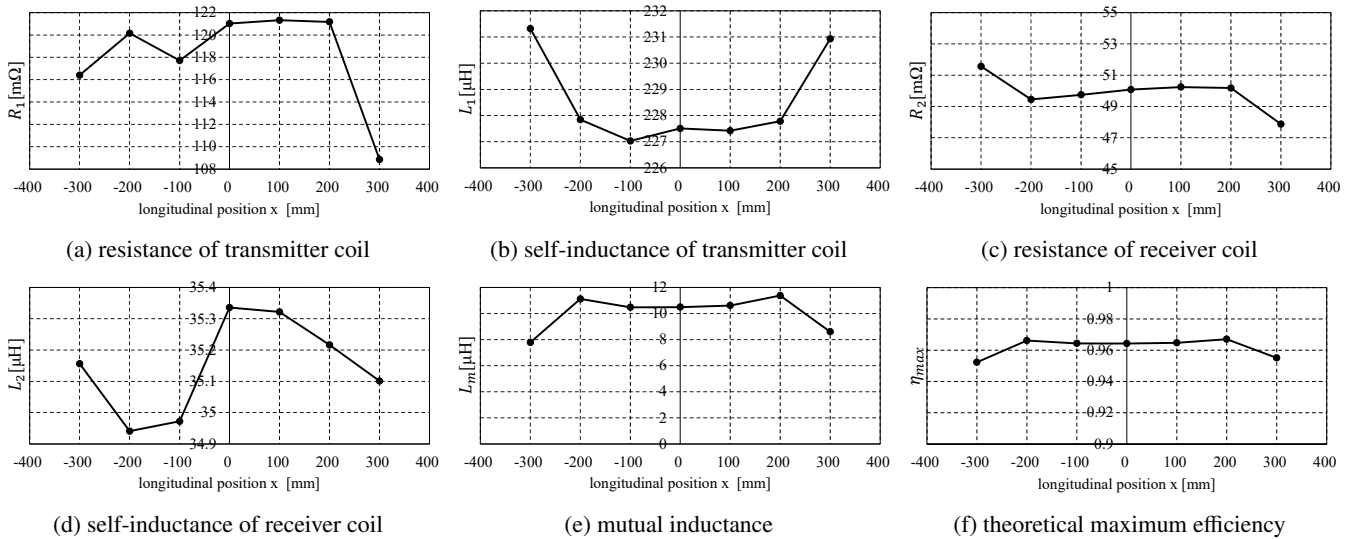 122
120
118
116
114
112
110
108
R1 [mΩ]
-400 -300 -200 -100 0 100 200 300 400
longitudinal position x [mm]
(a) resistance of transmitter coil
232
231
230
229
228
227
226
L1 [μH]
-400 -300 -200 -100 0 100 200 300 400
longitudinal position x [mm]
(b) self-inductance of transmitter coil
55
53
51
49
47
45
R2 [mΩ]
-400 -300 -200 -100 0 100 200 300 400
longitudinal position x [mm]
(c) resistance of receiver coil
35.4
35.3
35.2
35.1
35
34.9
L2 [μH]
-400 -300 -200 -100 0 100 200 300 400
longitudinal position x [mm]
(d) self-inductance of receiver coil
12
10
8
6
4
2
0
Lm [μH]
-400 -300 -200 -100 0 100 200 300 400
longitudinal position x [mm]
(e) mutual inductance
1
0.98
0.96
0.94
0.92
0.9
ηmax
-400 -300 -200 -100 0 100 200 300 400
longitudinal position x [mm]
(f) theoretical maximum efficiency